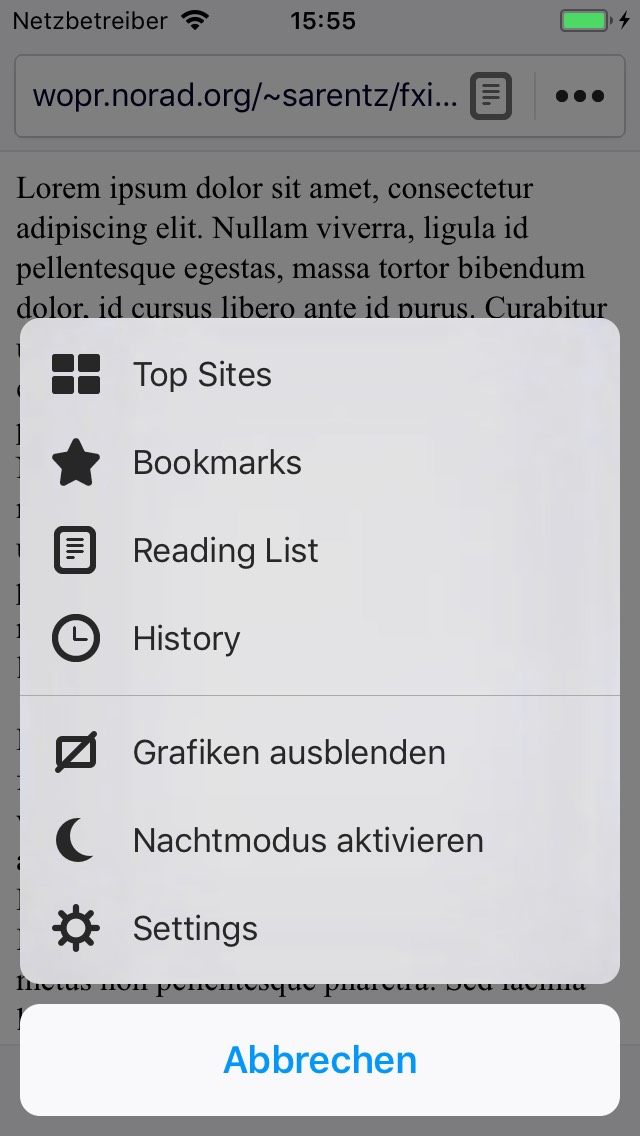 Netzbetreiber 15:55
wopr.norad.org/~sarentz/fxi...
Lorem ipsum dolor sit amet, consectetur
adipiscing elit. Nullam viverra, ligula id
pellentesque egestas, massa tortor bibendum
dolor, id cursus libero ante id purus. Curabitur
Top Sites
Bookmarks
Reading List
History
Grafiken ausblenden
Nachtmodus aktivieren
Settings
metus non pellentesque pharetra. Sed lacinia
Abbrechen